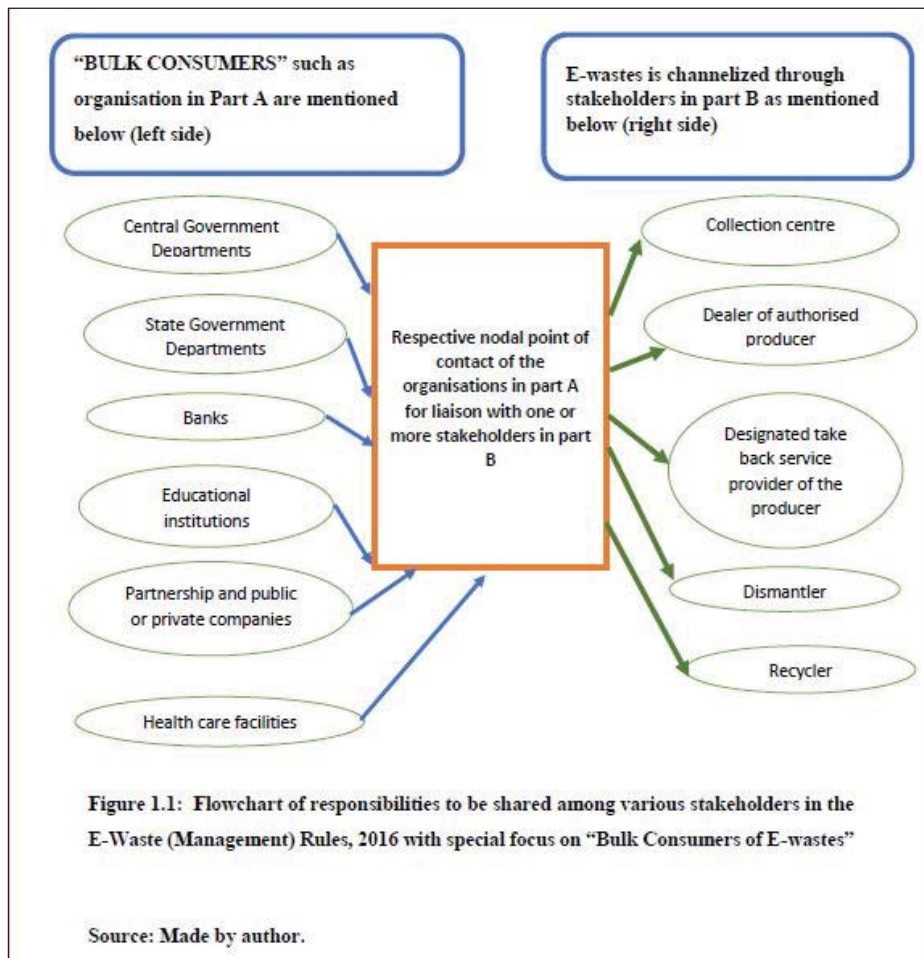 “BULK CONSUMERS” such as
organisation in Part A are mentioned
below (left side)
E-wastes is channelized through
stakeholders in part B as mentioned
below (right side)
Central Government
Departments
State Government
Departments
Banks
Educational
institutions
Partnership and public
or private companies
Health care facilities
Respective nodal point of
contact of the
organisations in part A
for liaison with one or
more stakeholders in part
B
Collection centre
Dealer of authorised
producer
Designated take
back service
provider of the
producer
Dismantler
Recycler
Figure 1.1: Flowchart of responsibilities to be shared among various stakeholders in the
E-Waste (Management) Rules, 2016 with special focus on “Bulk Consumers of E-wastes”
Source: Made by author.